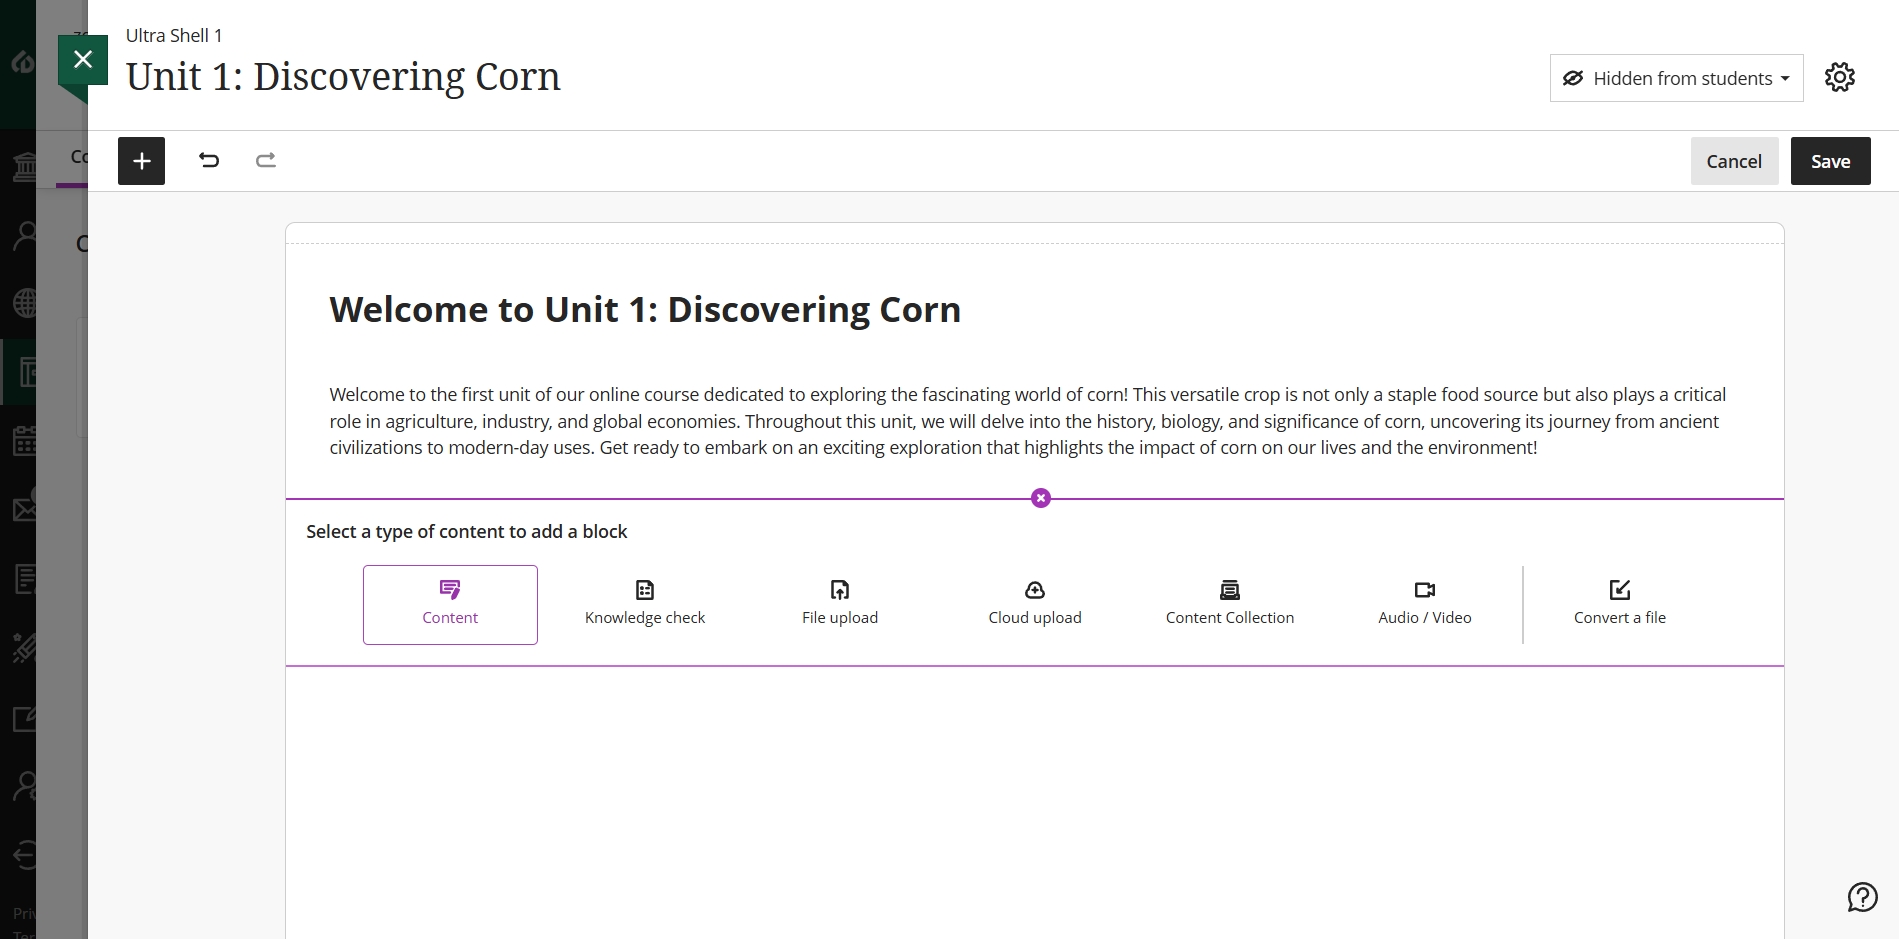 Ultra Shell 1
Unit 1: Discovering Corn
Hidden from students
Cancel
Save
Welcome to Unit 1: Discovering Corn
Welcome to the first unit of our online course dedicated to exploring the fascinating world of corn! This versatile crop is not only a staple food source but also plays a critical
role in agriculture, industry, and global economies. Throughout this unit, we will delve into the history, biology, and significance of corn, uncovering its journey from ancient
civilizations to modern-day uses. Get ready to embark on an exciting exploration that highlights the impact of corn on our lives and the environment!
Select a type of content to add a block
Content
Knowledge check
File upload
Cloud upload
Content Collection
Audio / Video
Convert a file